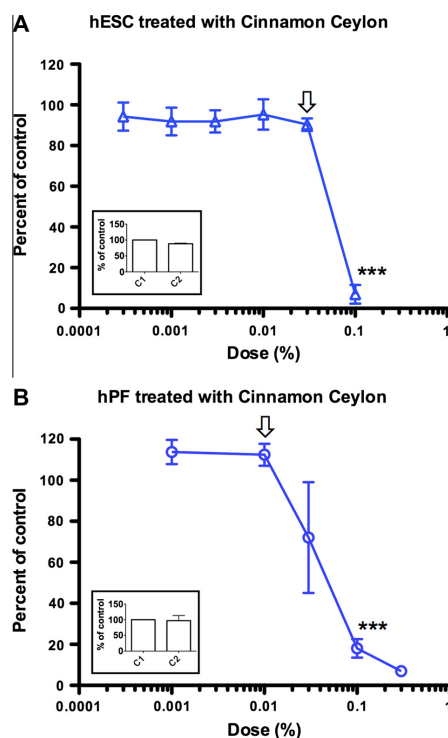 A
hESC treated with Cinnamon Ceylon
Percent of control
120
100
80
60
40
20
0
***
% of control
150
100
50
0
C1
C2
0.0001
0.001
0.01
0.1
1
Dose (%)
B
hPF treated with Cinnamon Ceylon
Percent of control
120
100
80
60
40
20
0
***
% of control
150
100
50
0
C1
C2
0.0001
0.001
0.01
0.1
1
Dose (%)